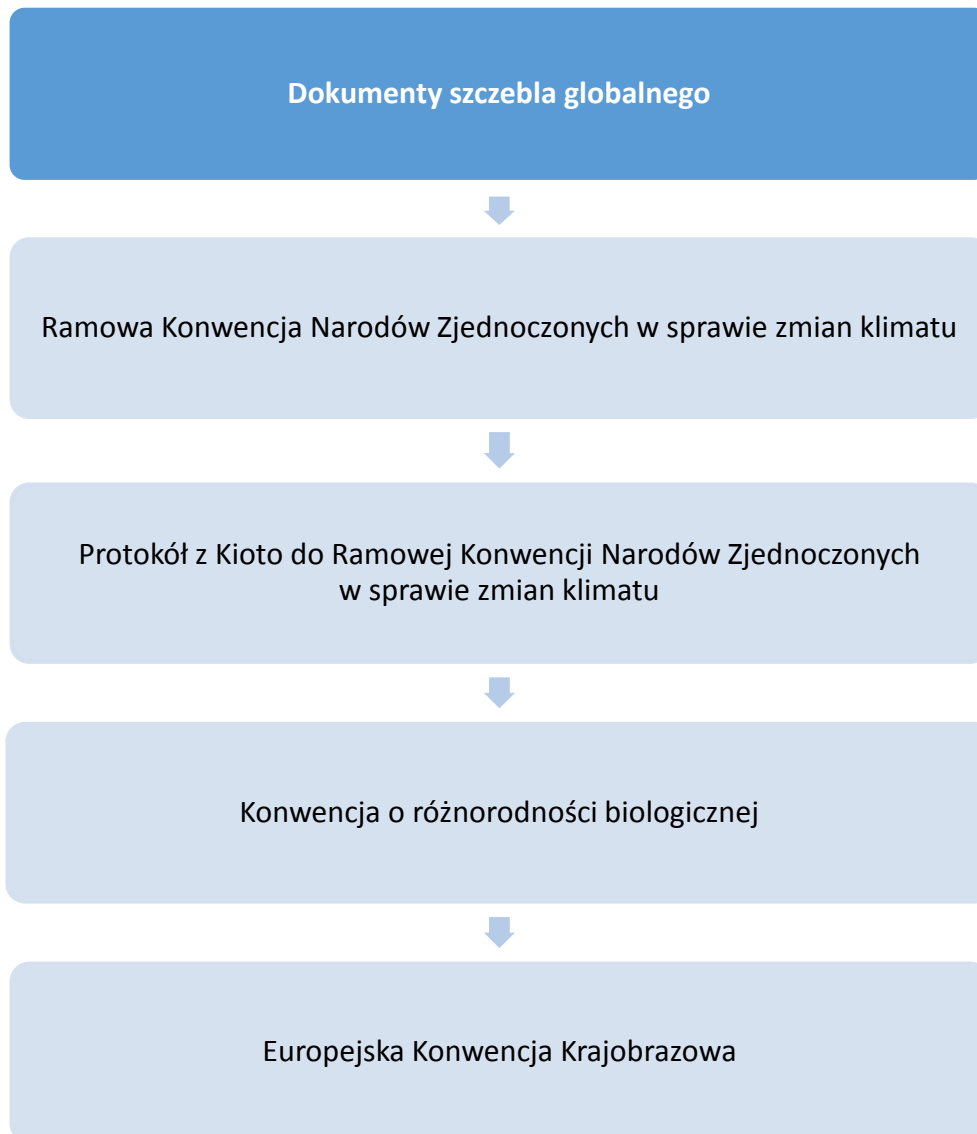 Dokumenty szczebla globalnego
Ramowa Konwencja Narodów Zjednoczonych w sprawie zmian klimatu
Protokół z Kioto do Ramowej Konwencji Narodów Zjednoczonych
w sprawie zmian klimatu
Konwencja o różnorodności biologicznej
Europejska Konwencja Krajobrazowa